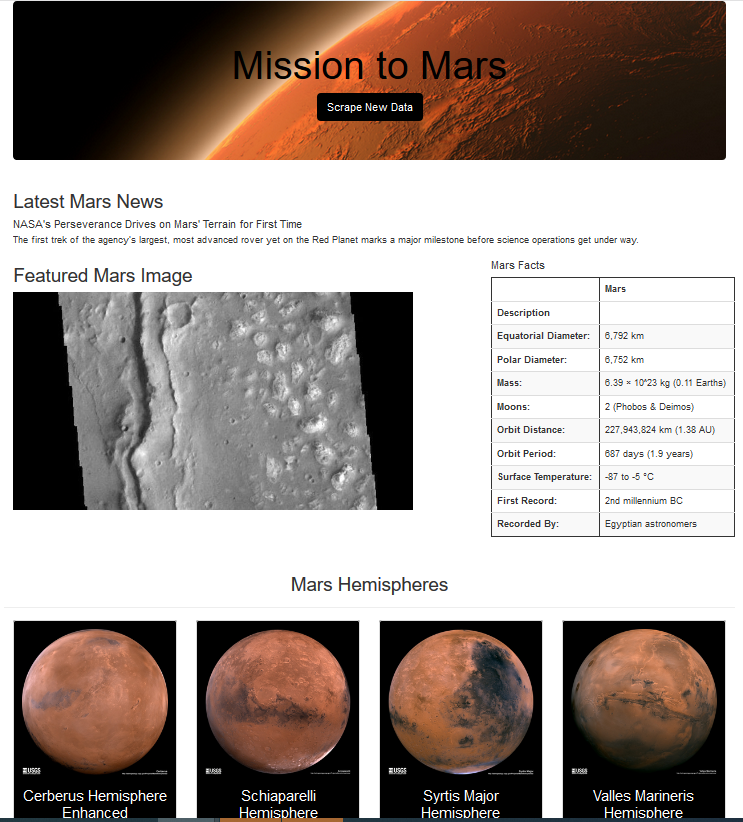 Mission to Mars
Scrape New Data
Latest Mars News
NASA's Perseverance Drives on Mars' Terrain for First Time
The first trek of the agency's largest, most advanced rover yet on the Red Planet marks a major milestone before science operations get under way.
Featured Mars Image
Mars Facts
Mars
Description
Equatorial Diameter: 6,792 km
Polar Diameter: 6,752 km
Mass: 6.39 × 10^23 kg (0.11 Earths)
Moons: 2 (Phobos & Deimos)
Orbit Distance: 227,943,824 km (1.38 AU)
Orbit Period: 687 days (1.9 years)
Surface Temperature: -87 to -5 °C
First Record: 2nd millennium BC
Recorded By: Egyptian astronomers
Mars Hemispheres
USGS USGS USGS USGS
Cerberus Hemisphere Schiaparelli Syrtis Major Valles Marineris
Enhanced Hemisphere Hemisphere Hemisphere